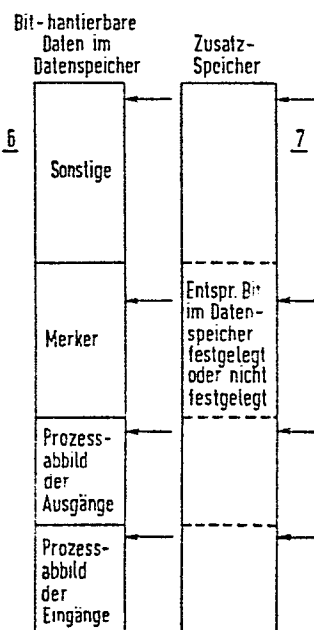 Bit-hantierbare
Daten im
Datenspeicher
Zusatz-
Speicher
6
7
Sonstige
Merker
Entspr. Bit
im Daten-
speicher
festgelegt
oder nicht
festgelegt
Prozess-
abbild
der
Ausgänge
Prozess-
abbild
der
Eingänge